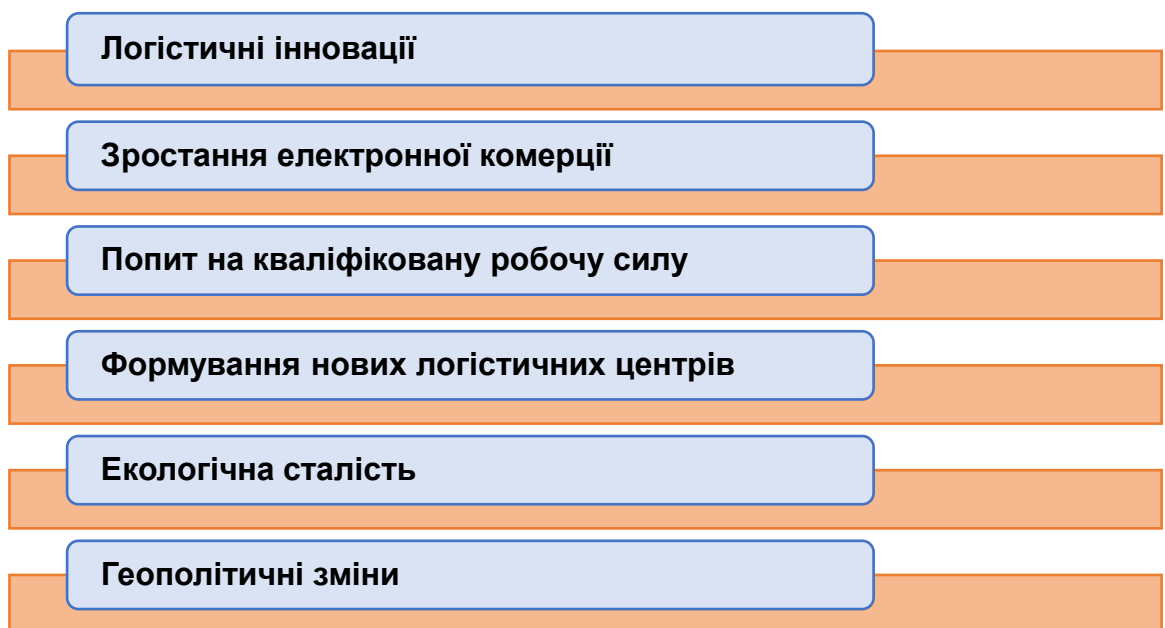 Логістичні інновації
Зростання електронної комерції
Попит на кваліфіковану робочу силу
Формування нових логістичних центрів
Екологічна сталість
Геополітичні зміни